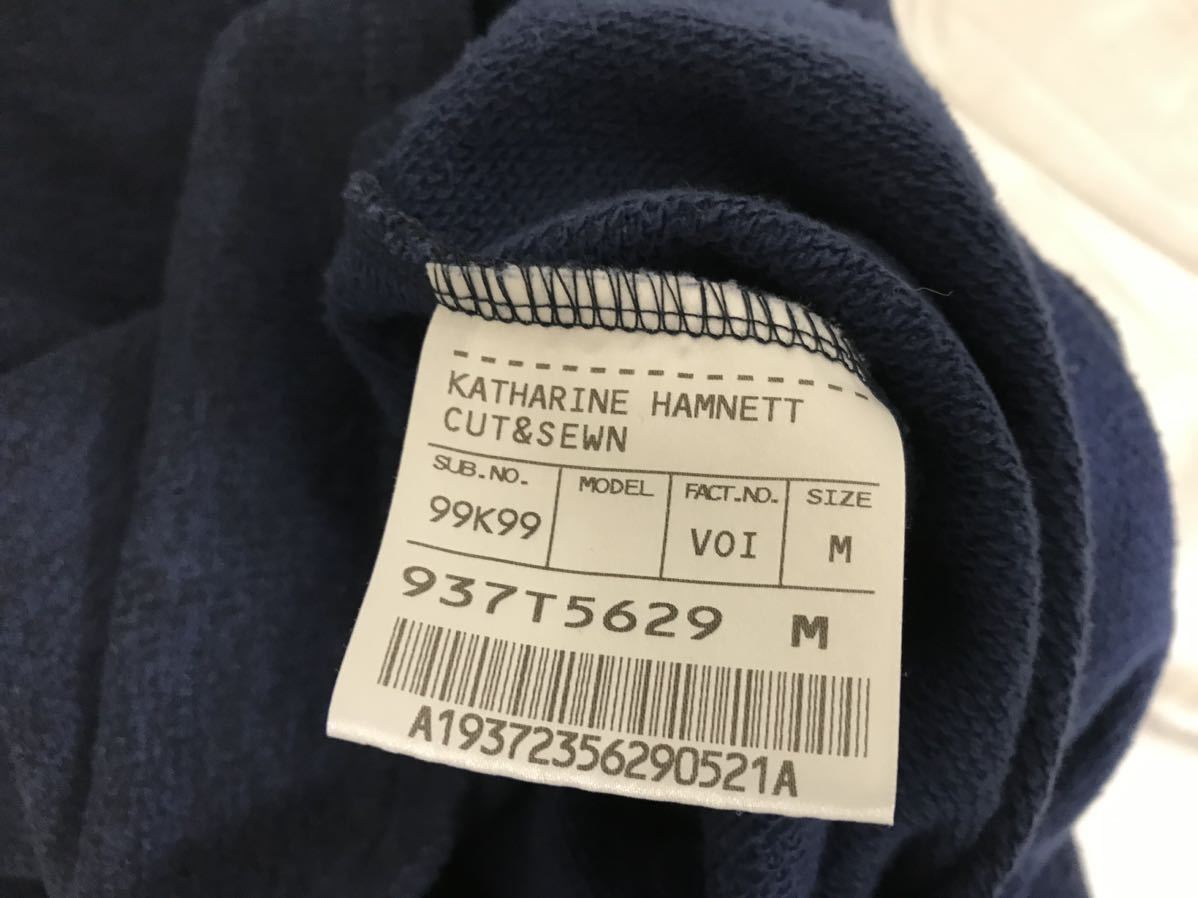 KATHARINE HAMNETT
CUT&SEWN
SUB.NO. MODEL FACT.NO. SIZE
99K99 VOI M
937T5629 M
A19372356290521A